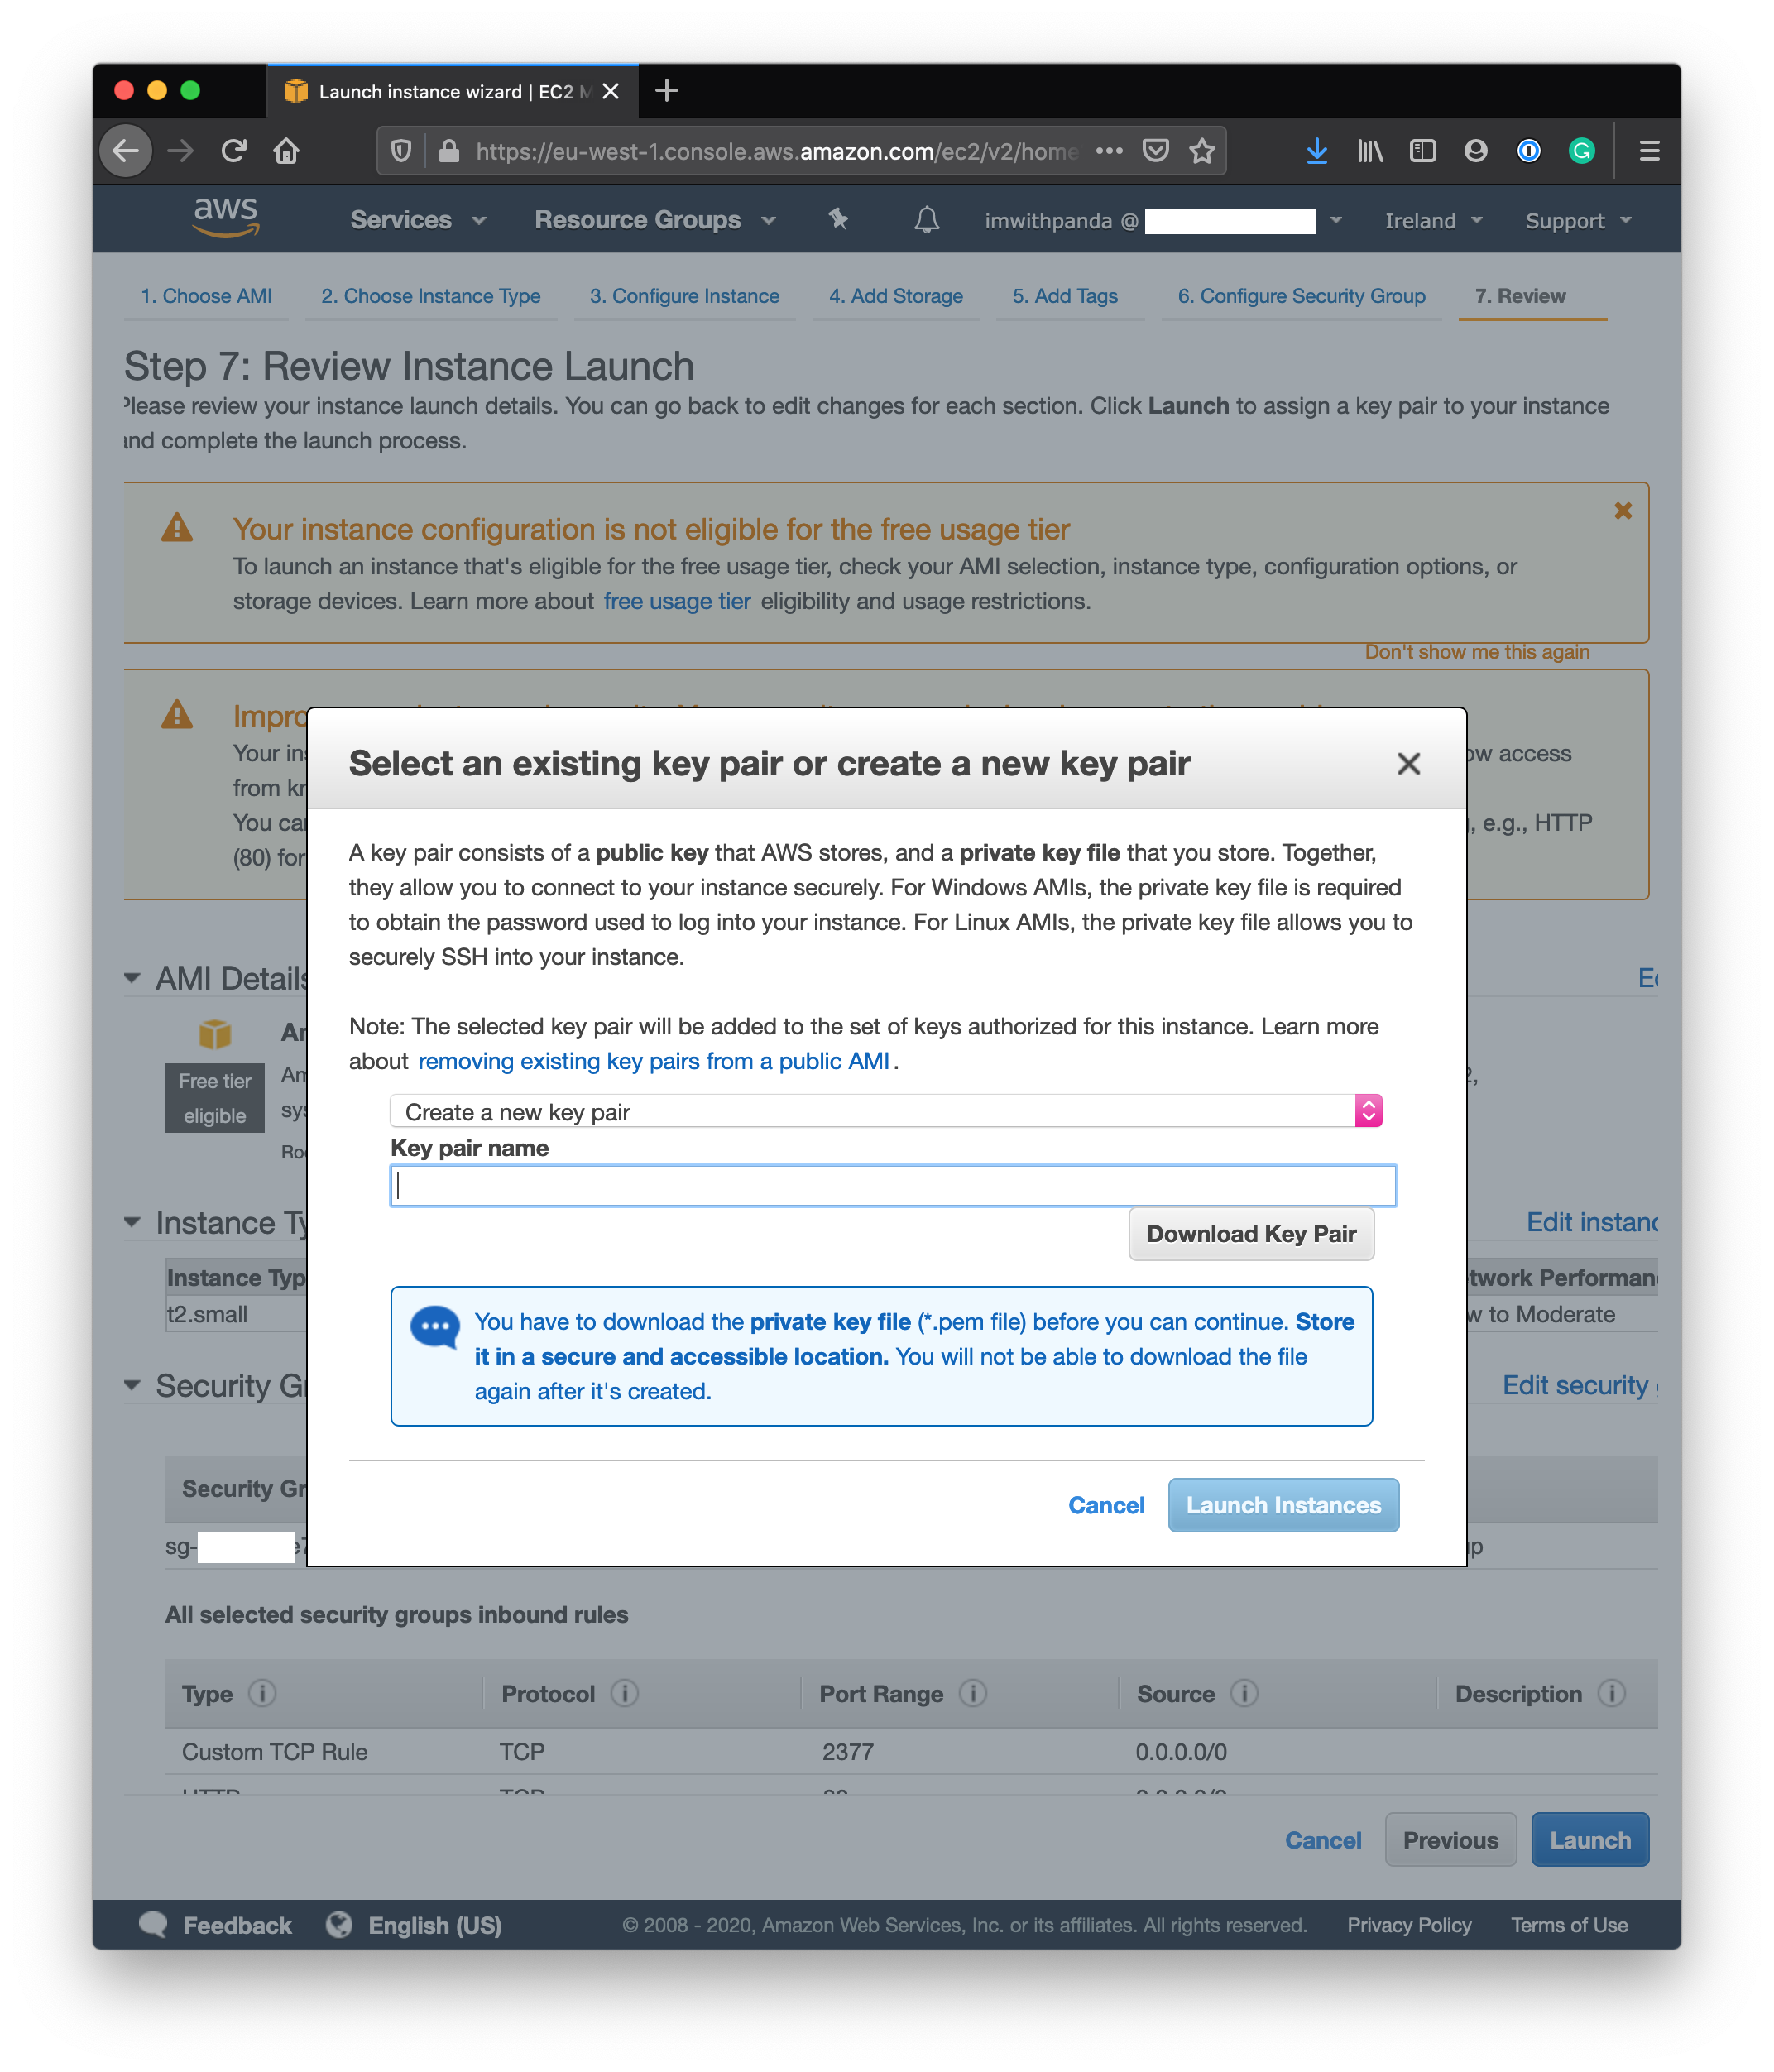 Launch instance wizard | EC2 M
https://eu-west-1.console.aws.amazon.com/ec2/v2/home
aws
Services
Resource Groups
imwithpanda @
Ireland
Support
1. Choose AMI
2. Choose Instance Type
3. Configure Instance
4. Add Storage
5. Add Tags
6. Configure Security Group
7. Review
Step 7: Review Instance Launch
Please review your instance launch details. You can go back to edit changes for each section. Click Launch to assign a key pair to your instance
and complete the launch process.
Your instance configuration is not eligible for the free usage tier
To launch an instance that's eligible for the free usage tier, check your AMI selection, instance type, configuration options, or
storage devices. Learn more about free usage tier eligibility and usage restrictions.
Don't show me this again
Your in
ow access
from kr
You car
, e.g., HTTP
(80) for
Select an existing key pair or create a new key pair
A key pair consists of a public key that AWS stores, and a private key file that you store. Together,
they allow you to connect to your instance securely. For Windows AMIs, the private key file is required
to obtain the password used to log into your instance. For Linux AMIs, the private key file allows you to
securely SSH into your instance.
Note: The selected key pair will be added to the set of keys authorized for this instance. Learn more
about removing existing key pairs from a public AMI.
Create a new key pair
Key pair name
Download Key Pair
You have to download the private key file (*.pem file) before you can continue. Store
it in a secure and accessible location. You will not be able to download the file
again after it's created.
Cancel
Launch Instances
AMI Details
Free tier
eligible
Instance Ty
Edit instanc
Instance Typ
twork Performan
t2.small
w to Moderate
Security Gr
Edit security
Security Gr
sg-
All selected security groups inbound rules
Type
Protocol
Port Range
Source
Description
Custom TCP Rule
TCP
2377
0.0.0.0/0
Cancel
Previous
Launch
Feedback
English (US)
© 2008 - 2020, Amazon Web Services, Inc. or its affiliates. All rights reserved.
Privacy Policy
Terms of Use